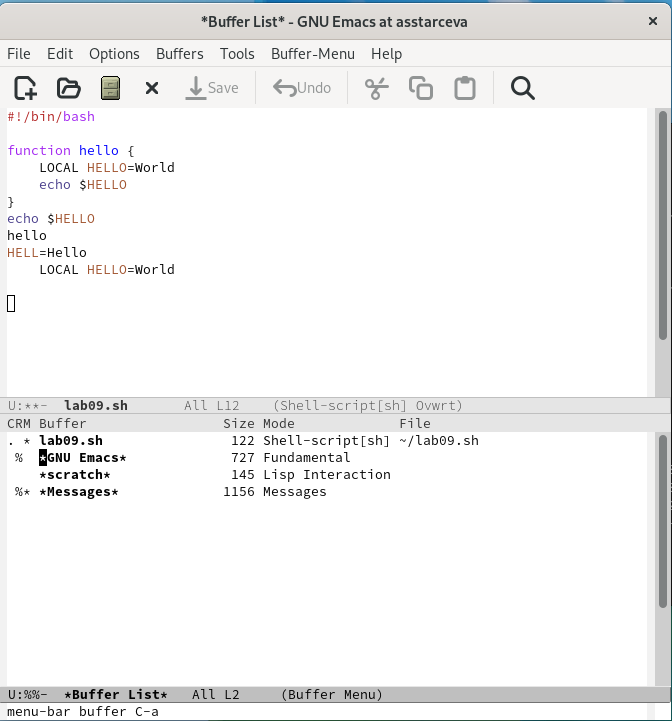 *Buffer List* - GNU Emacs at asstarceva
File Edit Options Buffers Tools Buffer-Menu Help
Save Undo
#!/bin/bash
function hello {
    LOCAL HELLO=World
    echo $HELLO
}
echo $HELLO
hello
HELL=Hello
    LOCAL HELLO=World
U:**-  lab09.sh       All L12    (Shell-script[sh] Ovwrt)
CRM Buffer                 Size Mode             File
. * lab09.sh               122 Shell-script[sh] ~/lab09.sh
 %  *GNU Emacs*            727 Fundamental
    *scratch*              145 Lisp Interaction
 %* *Messages*            1156 Messages
U:%%-  *Buffer List*   All L2     (Buffer Menu)
menu-bar buffer C-a